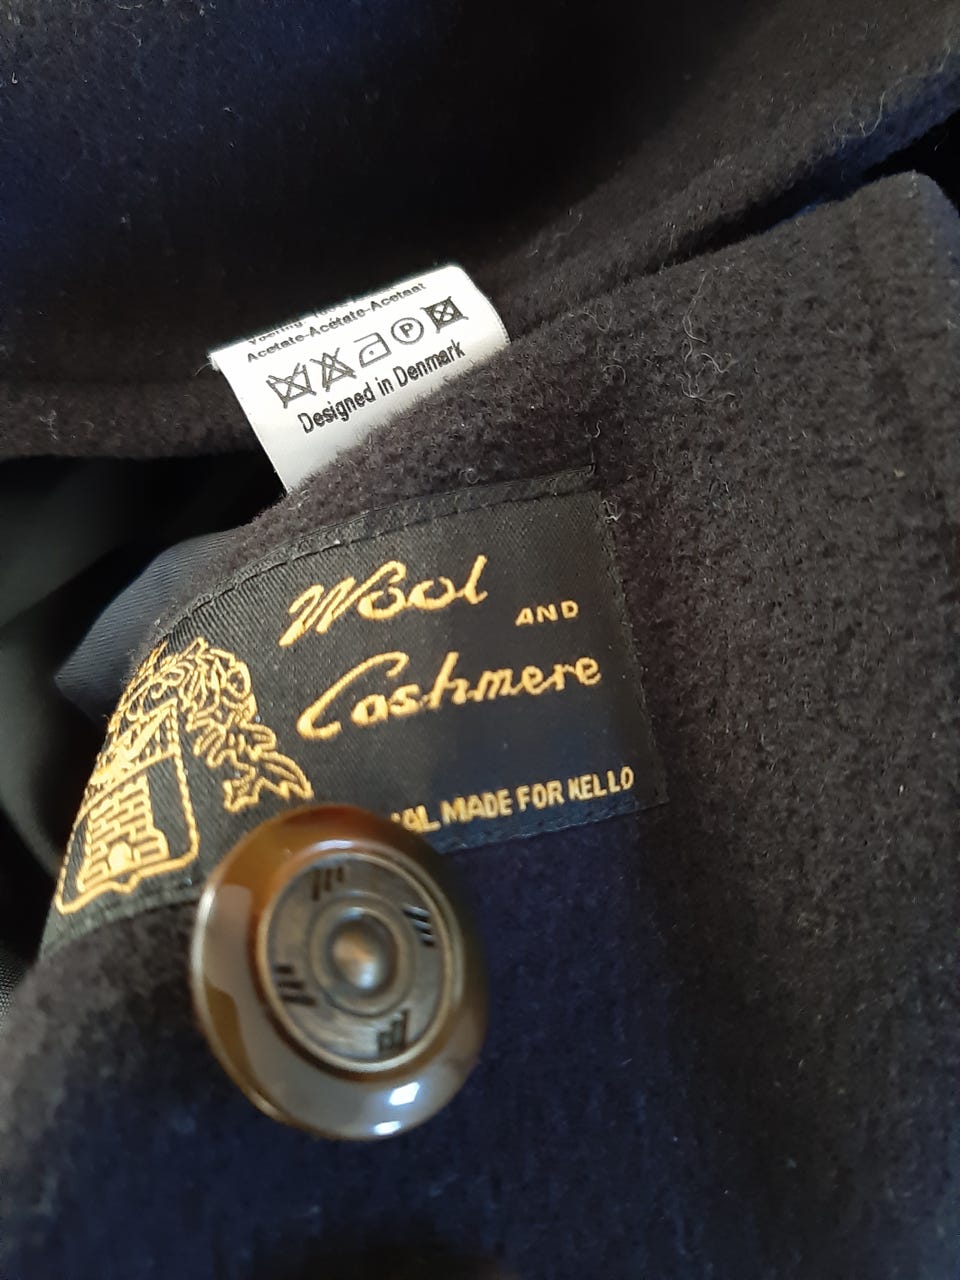 Acetate-Acétate-Acetaat
Designed in Denmark
Wool AND
Cashmere
MADE FOR KELLO